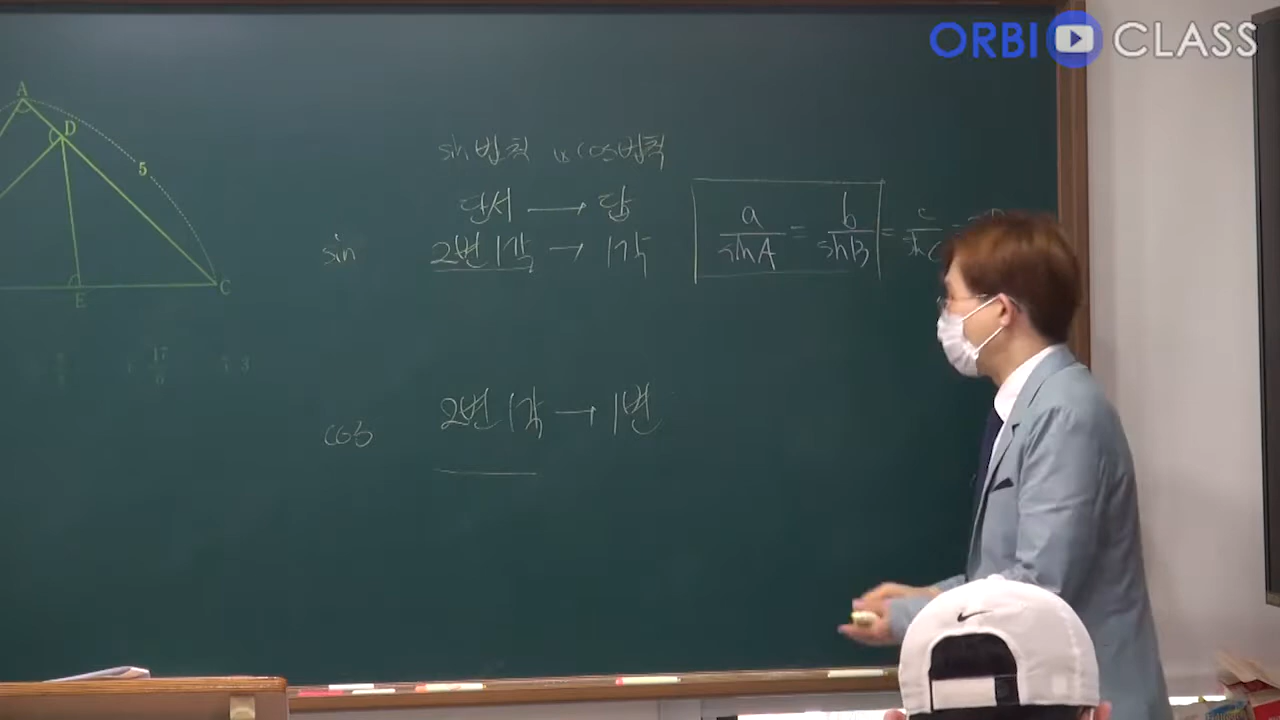 ORBI CLASS
A
D
5
C
E
sin법칙 vs cos법칙
단서 → 답
sin 2변 1각 → 1각
a/sinA = b/sinB = c/sinC =
cos 2변 1각 → 1변